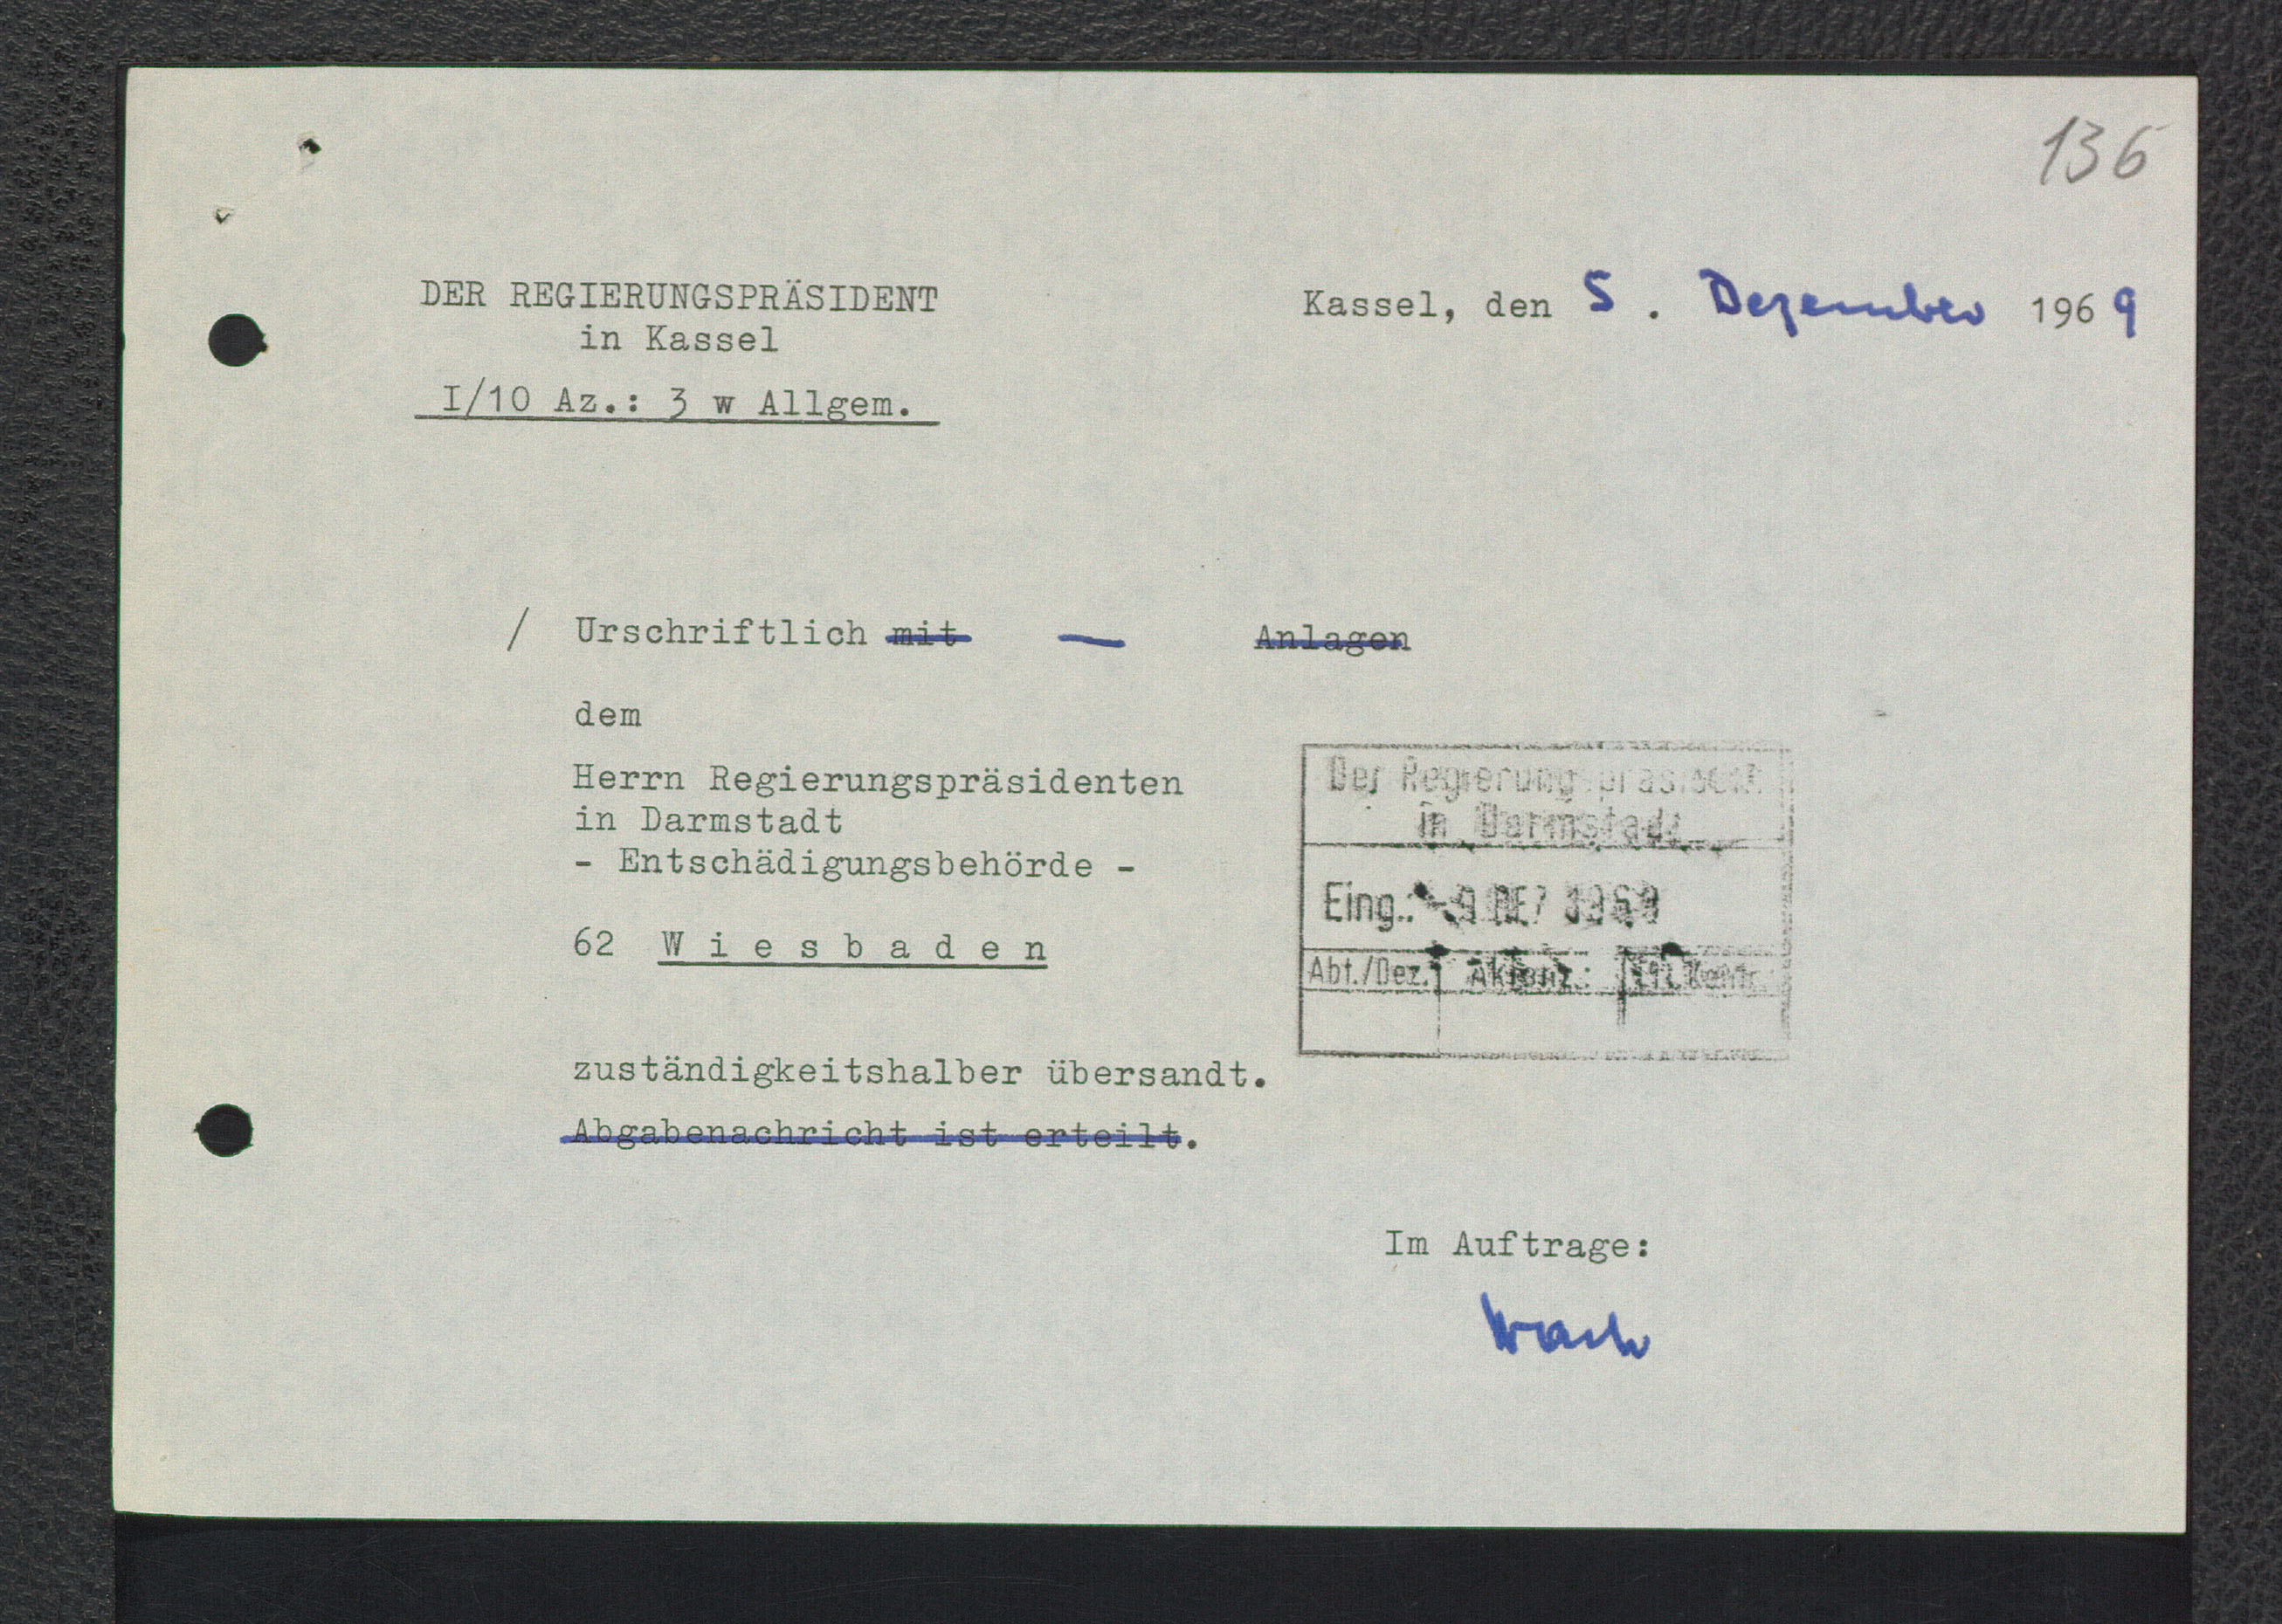 136
DER REGIERUNGSPRÄSIDENT
in Kassel
I/10 Az.: 3 w Allgem.
Kassel, den 5. Dezember 1969
/ Urschriftlich mit — Anlagen
dem
Herrn Regierungspräsidenten
in Darmstadt
- Entschädigungsbehörde -
62 Wiesbaden
Der Regierungspräsident
in Darmstadt
Eing.: -9. DEZ. 1969
Abt./Dez. Aktenz.:
zuständigkeitshalber übersandt.
Abgabenachricht ist erteilt.
Im Auftrage: